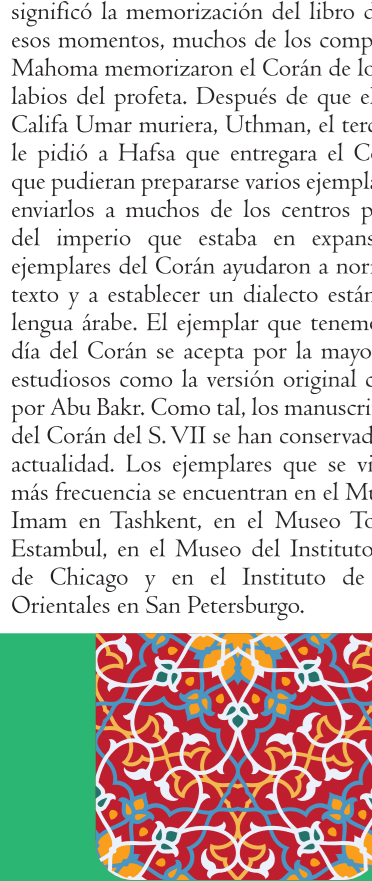 significó la memorización del libro d
esos momentos, muchos de los comp
Mahoma memorizaron el Corán de lo
labios del profeta. Después de que e
Califa Umar muriera, Uthman, el terc
le pidió a Hafsa que entregara el C
que pudieran prepararse varios ejempla
enviarlos a muchos de los centros p
del imperio que estaba en expans
ejemplares del Corán ayudaron a nor
texto y a establecer un dialecto están
lengua árabe. El ejemplar que tenem
día del Corán se acepta por la mayo
estudiosos como la versión original c
por Abu Bakr. Como tal, los manuscri
del Corán del S. VII se han conservad
actualidad. Los ejemplares que se vi
más frecuencia se encuentran en el Mu
Imam en Tashkent, en el Museo To
Estambul, en el Museo del Instituto
de Chicago y en el Instituto de
Orientales en San Petersburgo.